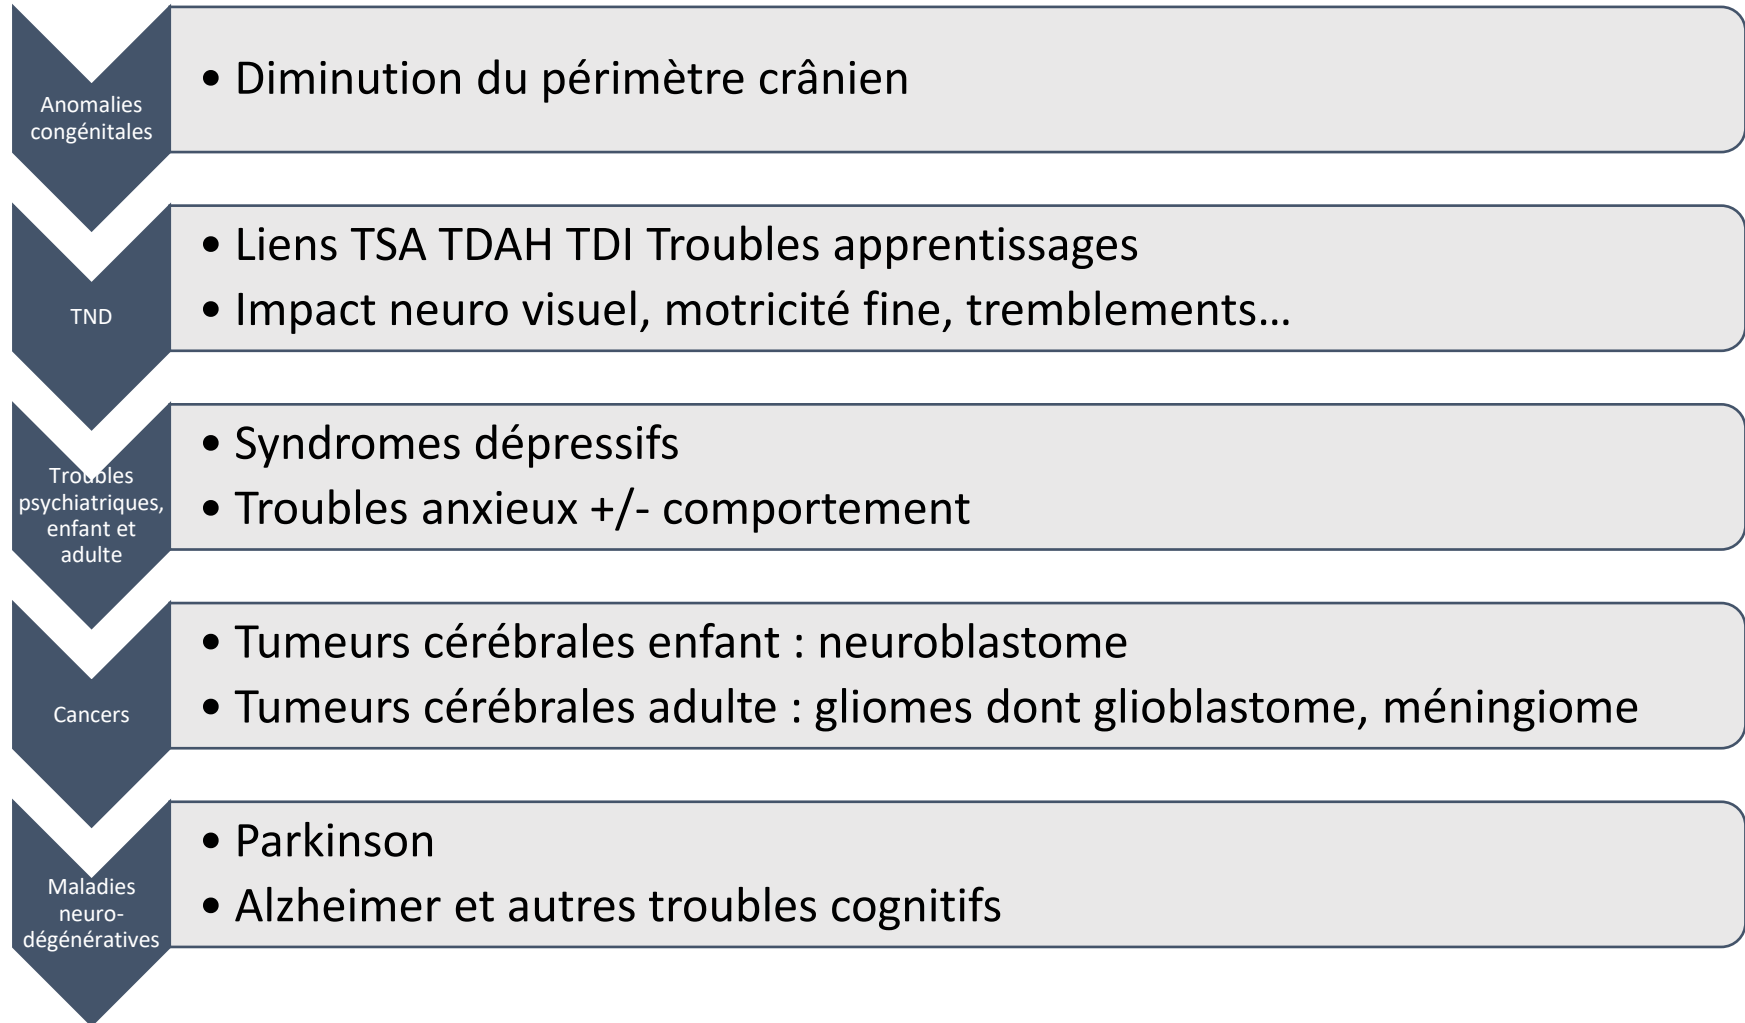 Anomalies
congénitales
• Diminution du périmètre crânien
TND
• Liens TSA TDAH TDI Troubles apprentissages
• Impact neuro visuel, motricité fine, tremblements…
Troubles
psychiatriques,
enfant et
adulte
• Syndromes dépressifs
• Troubles anxieux +/- comportement
Cancers
• Tumeurs cérébrales enfant : neuroblastome
• Tumeurs cérébrales adulte : gliomes dont glioblastome, méningiome
Maladies
neuro-
dégénératives
• Parkinson
• Alzheimer et autres troubles cognitifs